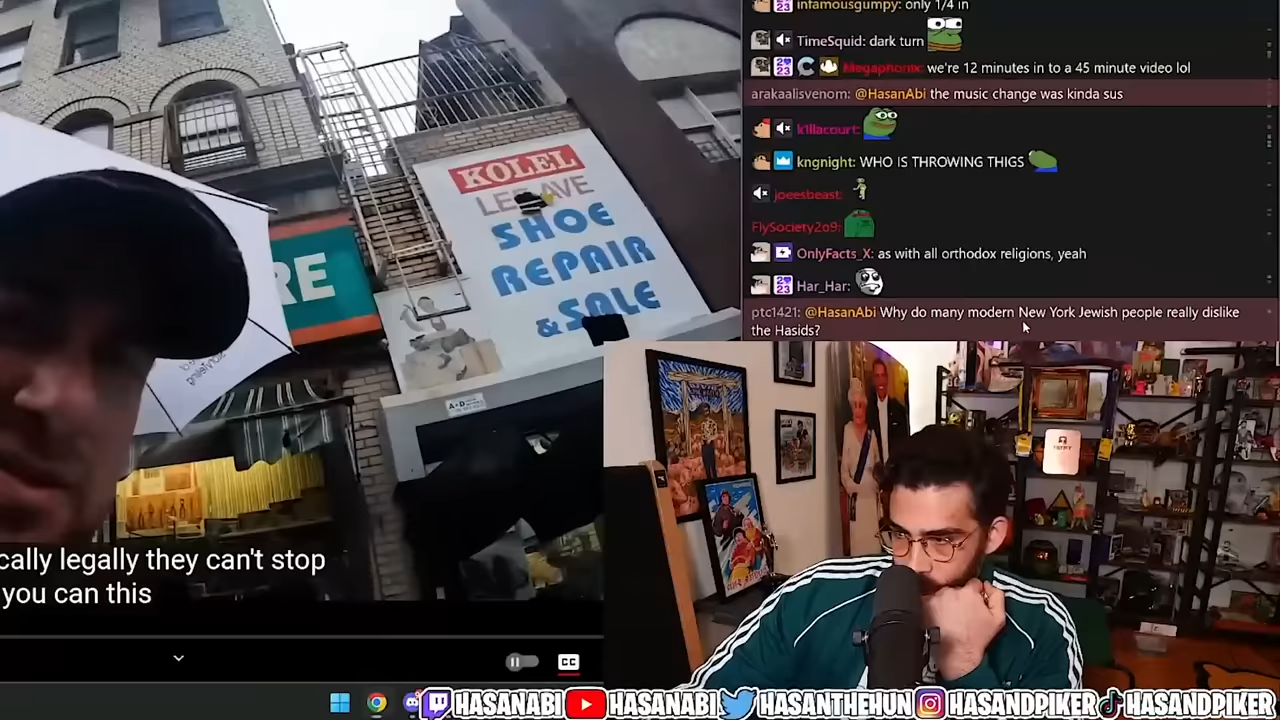 KOLEL
LEE AVE
SHOE
REPAIR
& SALE
RE
A+D
cally legally they can't stop
you can this
CC
infamousgumpy: only 1/4 in
TimeSquid: dark turn
Megaphonix: we're 12 minutes in to a 45 minute video lol
arakaalisvenom: @HasanAbi the music change was kinda sus
k1llacourt:
kngnight: WHO IS THROWING THIGS
joeesbeast:
FlySociety2o9:
OnlyFacts_X: as with all orthodox religions, yeah
Har_Har:
ptc1421: @HasanAbi Why do many modern New York Jewish people really dislike
the Hasids?
HASANABI HASANABI HASANTHEHUN HASANDPIKER HASANDPIKER